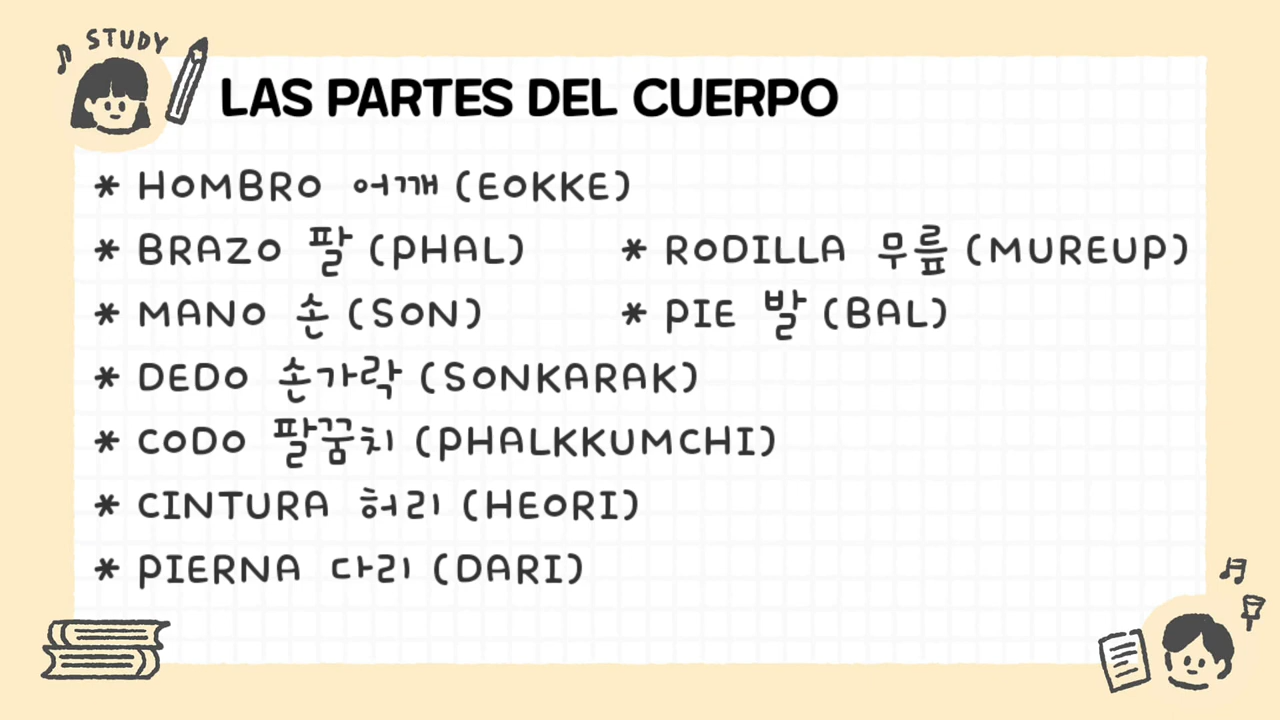 STUDY
LAS PARTES DEL CUERPO
* HOMBRO 어깨 (EOKKE)
* BRAZO 팔 (PHAL)
* MANO 손 (SON)
* DEDO 손가락 (SONKARAK)
* CODO 팔꿈치 (PHALKKUMCHI)
* CINTURA 허리 (HEORI)
* PIERNA 다리 (DARI)
* RODILLA 무릎 (MUREUP)
* PIE 발 (BAL)